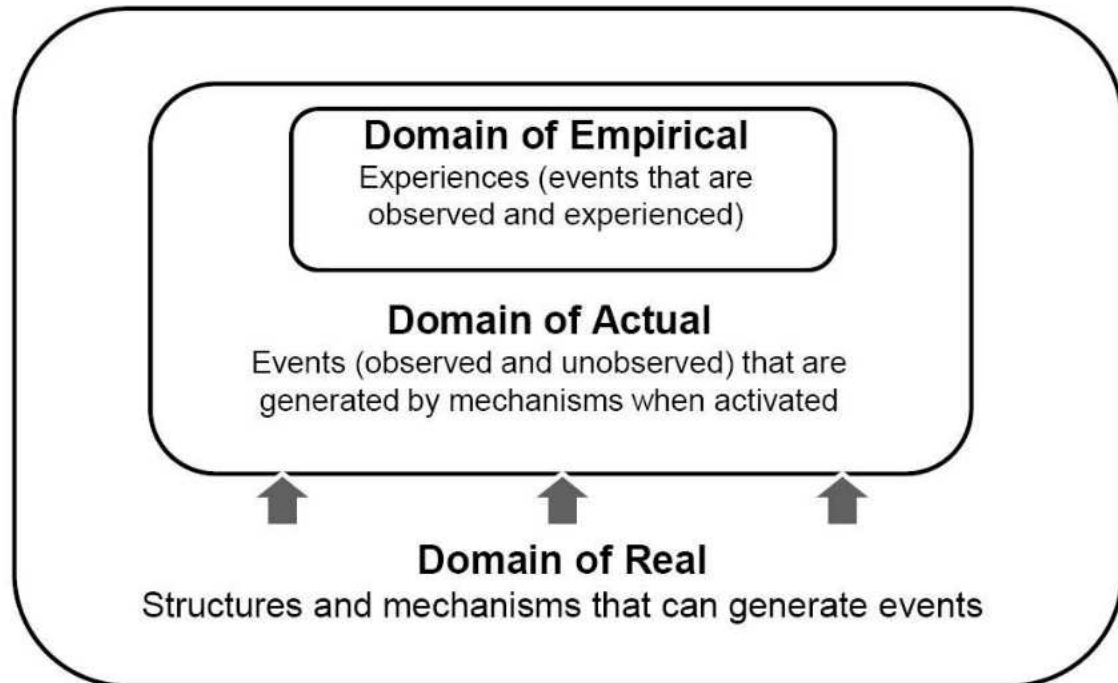 Domain of Empirical
Experiences (events that are
observed and experienced)
Domain of Actual
Events (observed and unobserved) that are
generated by mechanisms when activated
Domain of Real
Structures and mechanisms that can generate events